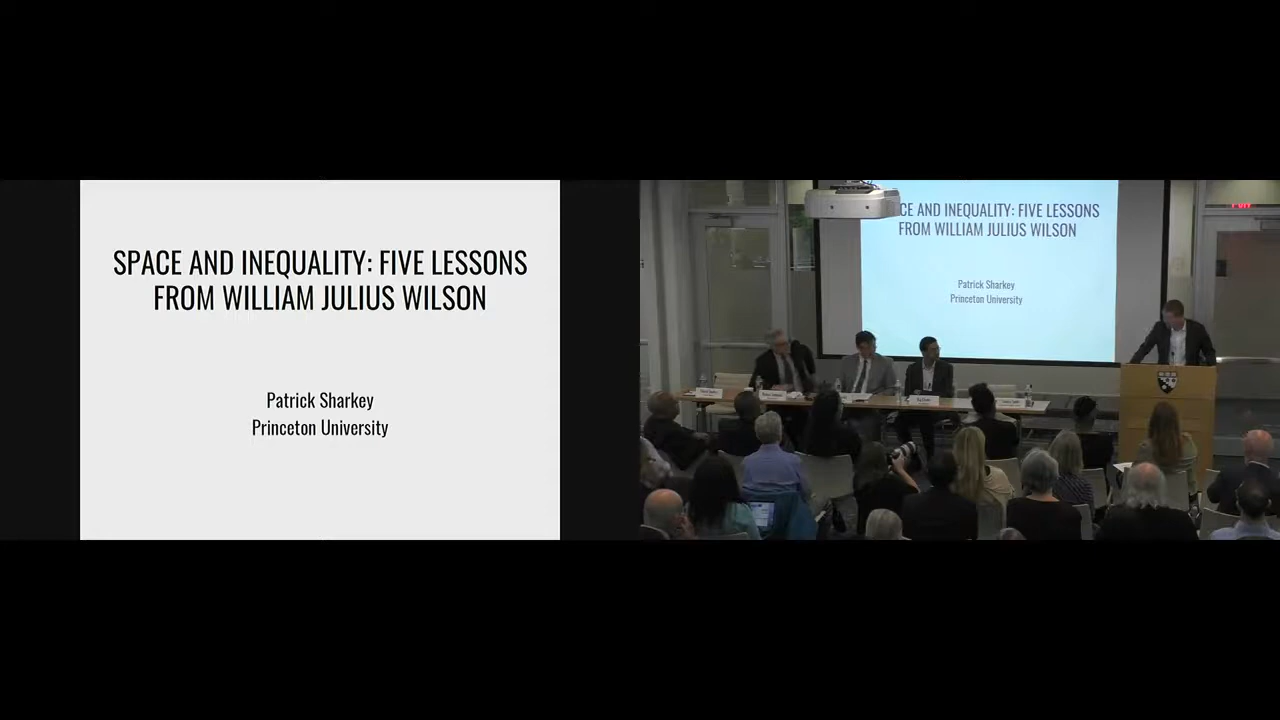 SPACE AND INEQUALITY: FIVE LESSONS
FROM WILLIAM JULIUS WILSON
Patrick Sharkey
Princeton University
CE AND INEQUALITY: FIVE LESSONS
FROM WILLIAM JULIUS WILSON
Patrick Sharkey
Princeton University